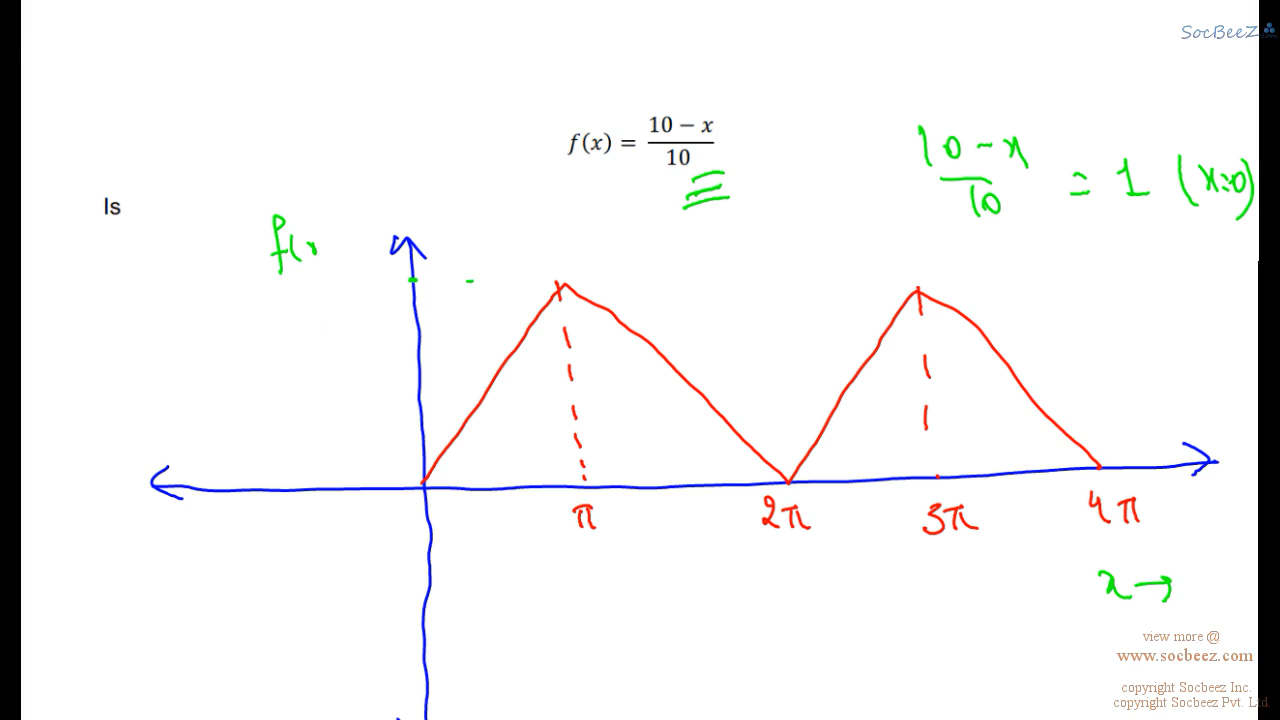 SocBeeZ
f(x) = (10 − x)/10
10 - x / 10 = 1 (x=0)
Is
f(x
π 2π 3π 4π
x →
view more @
www.socbeez.com
copyright Socbeez Inc.
copyright Socbeez Pvt. Ltd.